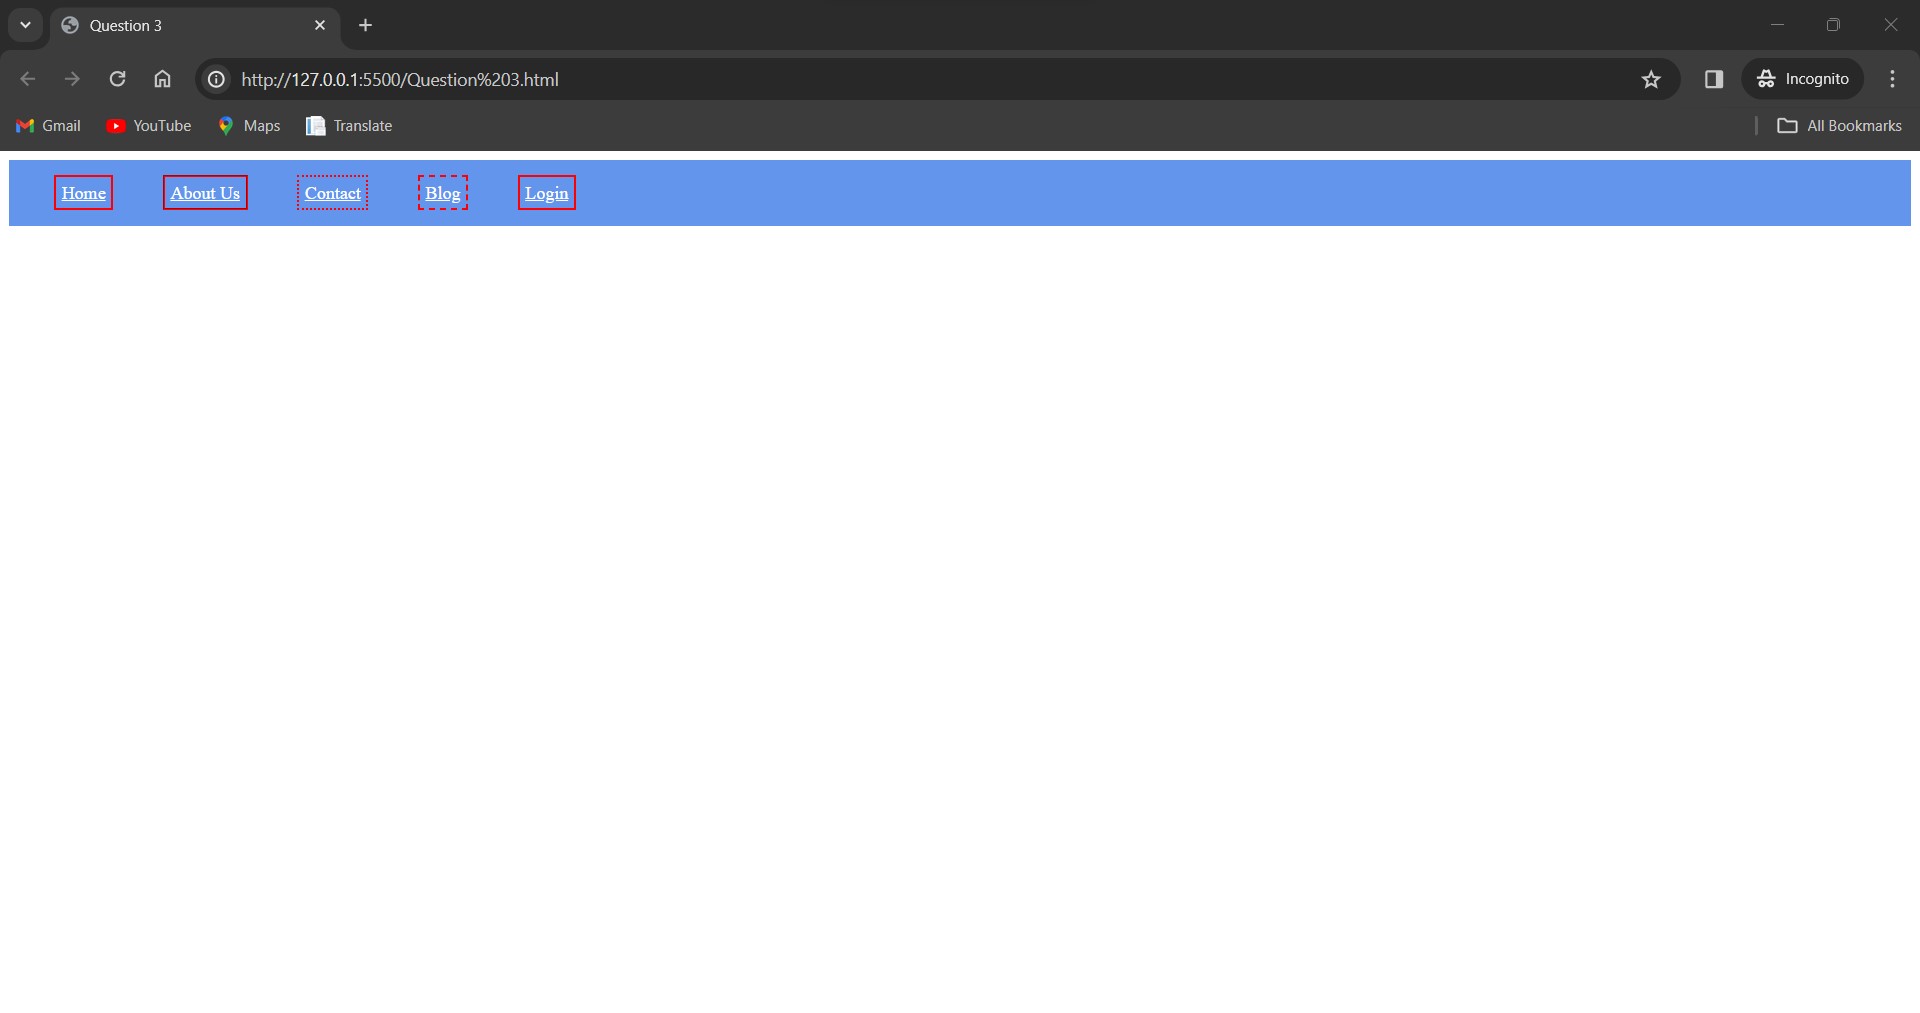 Question 3
http://127.0.0.1:5500/Question%203.html
Incognito
Gmail YouTube Maps Translate All Bookmarks
Home About Us Contact Blog Login